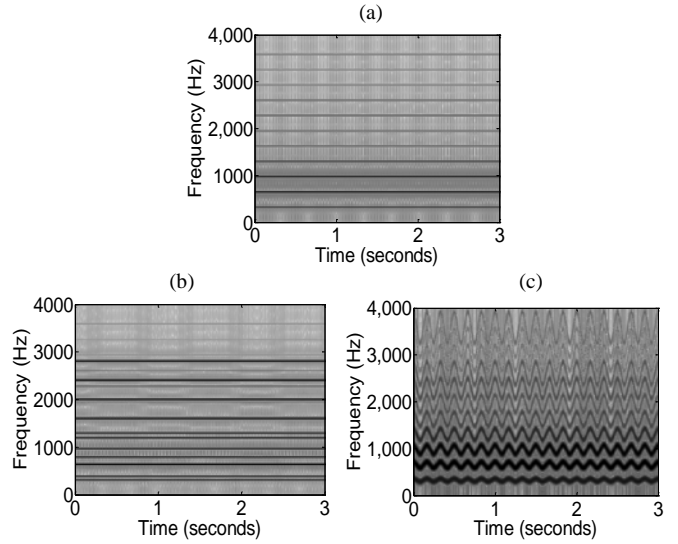 (a)
4,000
2,000
1000
0
Frequency (Hz)
0 1 2 3
Time (seconds)
(b)
4000
3000
2000
1000
0
Frequency (Hz)
0 1 2 3
Time (seconds)
(c)
4,000
3,000
2,000
1,000
0
Frequency (Hz)
0 1 2 3
Time (seconds)